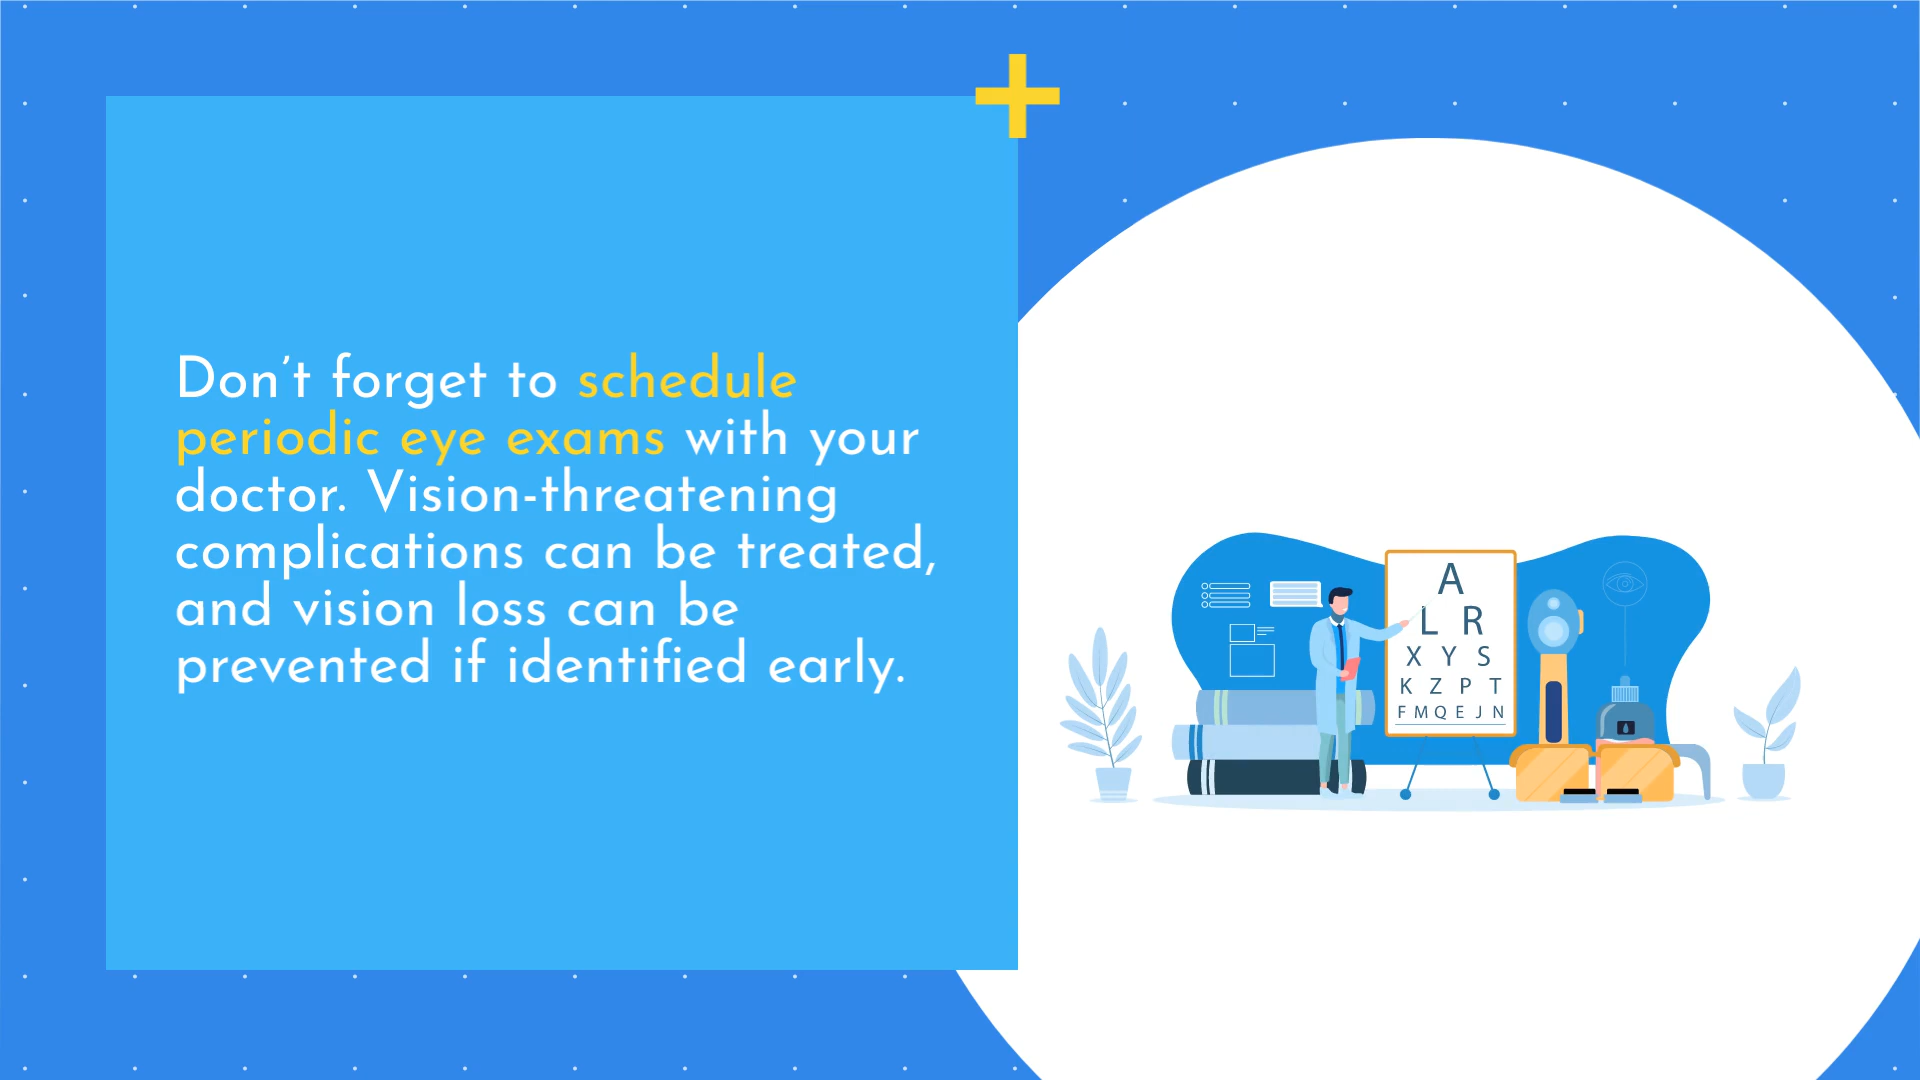 Don’t forget to schedule
periodic eye exams with your
doctor. Vision-threatening
complications can be treated,
and vision loss can be
prevented if identified early.
A
L R
X Y S
K Z P T
F M Q E J N